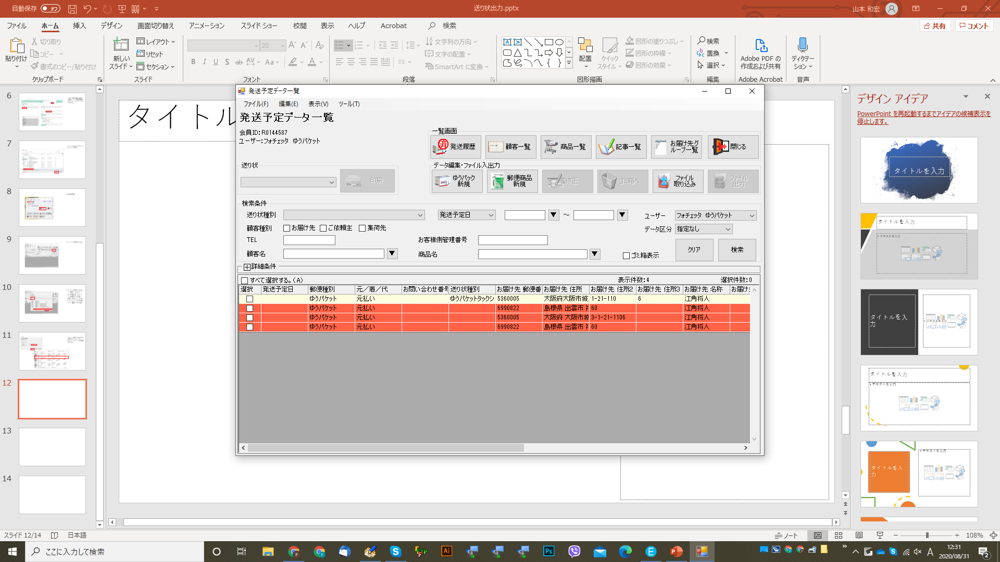 自動保存 オフ
送り状出力.pptx
山本 和宏
ファイル ホーム 挿入 デザイン 画面切り替え アニメーション スライド ショー 校閲 表示 ヘルプ Acrobat 検索
共有 コメント
貼り付け
切り取り
コピー
書式のコピー/貼り付け
クリップボード
新しい
スライド
レイアウト
リセット
セクション
スライド
20
フォント
文字列の方向
文字の配置
SmartArt に変換
段落
配置
クイック
スタイル
図形の塗りつぶし
図形の枠線
図形の効果
図形描画
検索
置換
選択
編集
Adobe PDF の
作成および共有
Adobe Acrobat
ディクテー
ション
音声
6
7
8
9
10
11
12
13
14
タイトル
発送予定データ一覧
ファイル(F) 編集(E) 表示(V) ツール(T)
発送予定データ一覧
会員ID:R0144587
ユーザー:フォチェッタ ゆうパケット
一覧画面
発送履歴
顧客一覧
商品一覧
記事一覧
お届け先グ
ループ一覧
閉じる
送り状
印刷
データ編集・ファイル入出力
ゆうパック
新規
郵便商品
新規
修正
ゴミ箱へ
ファイル
取り込み
ファイル
出力
検索条件
送り状種別 発送予定日 ～ ユーザー フォチェッタ ゆうパケット
顧客種別 お届け先 ご依頼主 集荷先 データ区分 指定なし
TEL お客様側管理番号
顧客名 商品名 ゴミ箱表示 クリア 検索
詳細条件
すべて選択する。(A) 表示件数:4 選択件数:0
選択 発送予定日 郵便種別 元/着/代 お問い合わせ番号 送り状種別 お届け先 郵便番 お届け先 住所 お届け先 住所2 お届け先 住所3 お届け先 名称 お届け
ゆうパケット 元払い ゆうパケットタックシ 5360005 大阪府大阪市城 1-21-110 6 江角将人
ゆうパケット 元払い 6990822 島根県 出雲市 60 江角将人
ゆうパケット 元払い 5360005 大阪府 大阪市城 3-1-21-1106 江角将人
ゆうパケット 元払い 6990822 島根県 出雲市 60 江角将人
デザイン アイデア
PowerPoint を再起動するまでアイデアの候補表示を
停止します。
タイトルを入力
タイトルを入力
テキストを入力
タイトルを入
力
テキストを入力
タイトルを入力
テキストを入力
タイトルを入
力
テキストを入力
スライド 12/14 日本語
ノート
108%
ここに入力して検索
12:31
2020/08/31
2